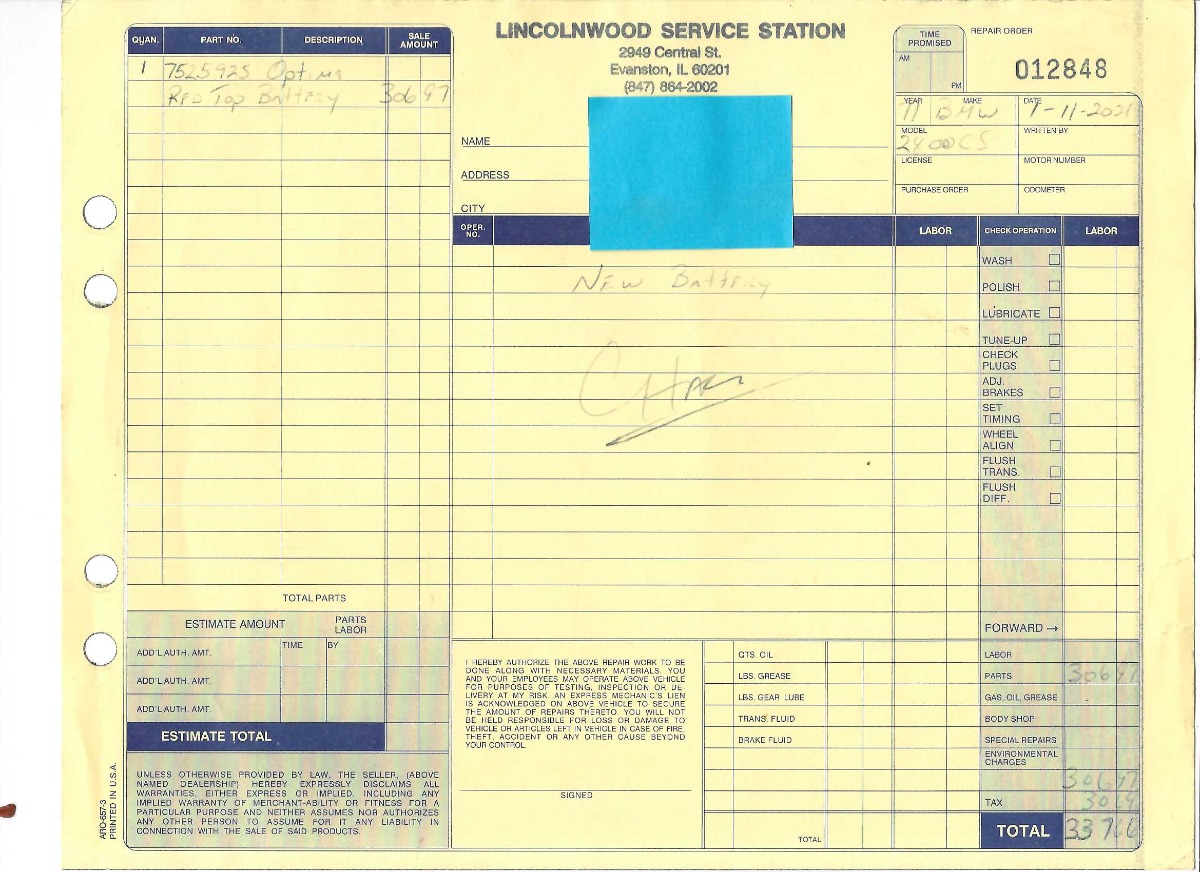 LINCOLNWOOD SERVICE STATION
2949 Central St.
Evanston, IL 60201
(847) 864-2002
QUAN.
PART NO.
DESCRIPTION
SALE AMOUNT
1 7525925 Optima
Red Top Battery 306 97
TOTAL PARTS
ESTIMATE AMOUNT
PARTS
LABOR
ADD'L AUTH. AMT.
TIME
BY
ADD'L AUTH. AMT.
ADD'L AUTH. AMT.
ESTIMATE TOTAL
UNLESS OTHERWISE PROVIDED BY LAW, THE SELLER, (ABOVE
NAMED DEALERSHIP) HEREBY EXPRESSLY DISCLAIMS ALL
WARRANTIES, EITHER EXPRESS OR IMPLIED, INCLUDING ANY
IMPLIED WARRANTY OF MERCHANT-ABILITY OR FITNESS FOR A
PARTICULAR PURPOSE AND NEITHER ASSUMES NOR AUTHORIZES
ANY OTHER PERSON TO ASSUME FOR IT ANY LIABILITY IN
CONNECTION WITH THE SALE OF SAID PRODUCTS.
ARO-657-3
PRINTED IN U.S.A.
NAME
ADDRESS
CITY
TIME PROMISED
AM
PM
REPAIR ORDER
012848
YEAR
MAKE
DATE
71 BMW
-11-2021
MODEL
2800CS
WRITTEN BY
LICENSE
MOTOR NUMBER
PURCHASE ORDER
ODOMETER
OPER. NO.
LABOR
CHECK OPERATION
LABOR
New Battery
WASH
POLISH
LUBRICATE
TUNE-UP
CHECK PLUGS
ADJ. BRAKES
SET TIMING
WHEEL ALIGN
FLUSH TRANS.
FLUSH DIFF.
FORWARD →
I HEREBY AUTHORIZE THE ABOVE REPAIR WORK TO BE
DONE ALONG WITH NECESSARY MATERIALS. YOU
AND YOUR EMPLOYEES MAY OPERATE ABOVE VEHICLE
FOR PURPOSES OF TESTING, INSPECTION OR DE-
LIVERY AT MY RISK. AN EXPRESS MECHANIC'S LIEN
IS ACKNOWLEDGED ON ABOVE VEHICLE TO SECURE
THE AMOUNT OF REPAIRS THERETO. YOU WILL NOT
BE HELD RESPONSIBLE FOR LOSS OR DAMAGE TO
VEHICLE OR ARTICLES LEFT IN VEHICLE IN CASE OF FIRE,
THEFT, ACCIDENT OR ANY OTHER CAUSE BEYOND
YOUR CONTROL.
SIGNED
QTS. OIL
LBS. GREASE
LBS. GEAR LUBE
TRANS. FLUID
BRAKE FLUID
TOTAL
LABOR
PARTS 306 97
GAS, OIL, GREASE
BODY SHOP
SPECIAL REPAIRS
ENVIRONMENTAL CHARGES
306 97
TAX 30 69
TOTAL 337 66